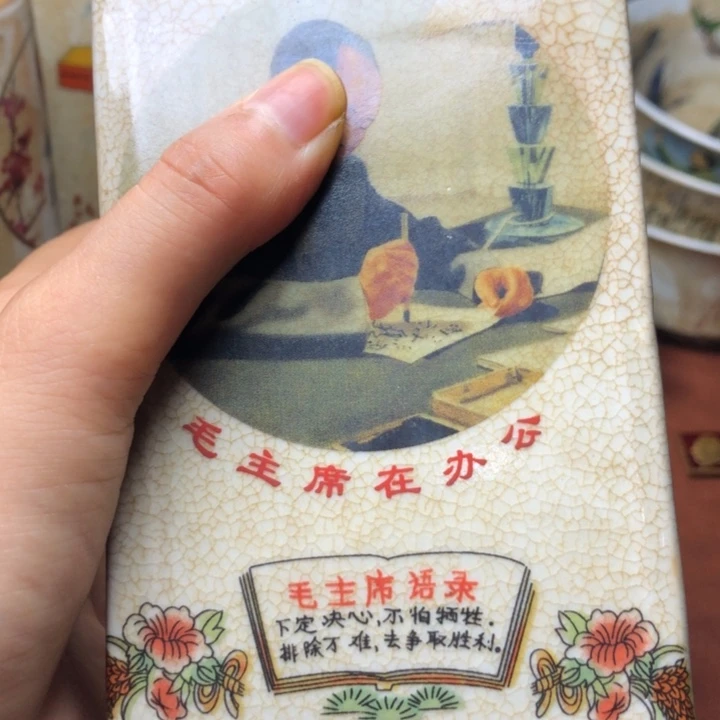 毛主席在办公
毛主席语录
下定决心,不怕牺牲.
排除万难,去争取胜利。